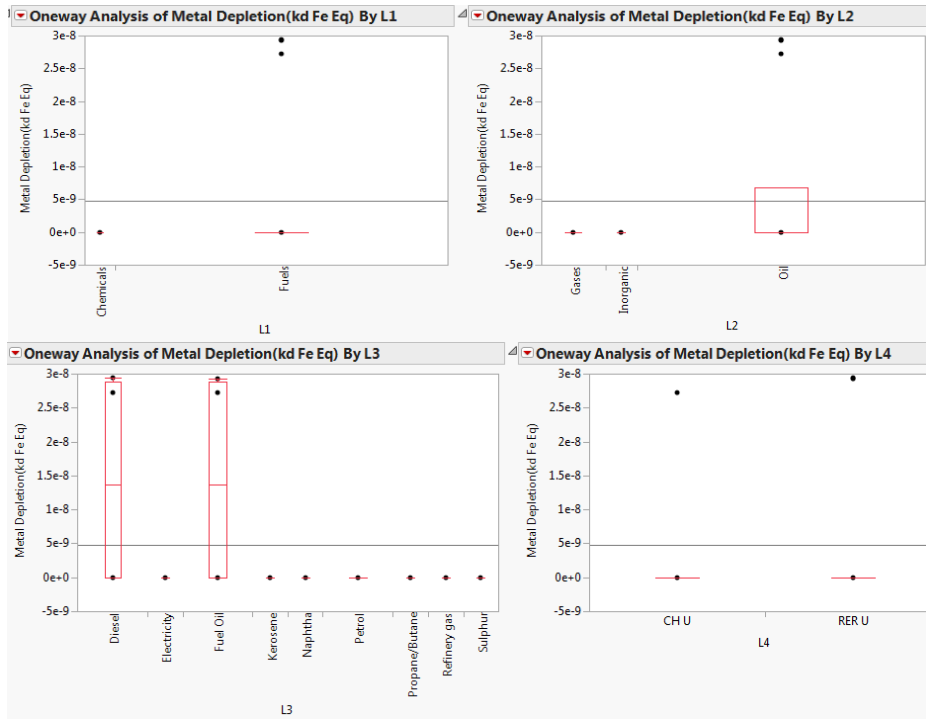 Oneway Analysis of Metal Depletion(kd Fe Eq) By L1
Metal Depletion(kd Fe Eq)
3e-8
2.5e-8
2e-8
1.5e-8
1e-8
5e-9
0e+0
-5e-9
Chemicals
Fuels
L1
Oneway Analysis of Metal Depletion(kd Fe Eq) By L2
Metal Depletion(kd Fe Eq)
3e-8
2.5e-8
2e-8
1.5e-8
1e-8
5e-9
0e+0
-5e-9
Gases
Inorganic
Oil
L2
Oneway Analysis of Metal Depletion(kd Fe Eq) By L3
Metal Depletion(kd Fe Eq)
3e-8
2.5e-8
2e-8
1.5e-8
1e-8
5e-9
0e+0
-5e-9
Diesel
Electricity
Fuel Oil
Kerosene
Naphtha
Petrol
Propane/Butane
Refinery gas
Sulphur
L3
Oneway Analysis of Metal Depletion(kd Fe Eq) By L4
Metal Depletion(kd Fe Eq)
3e-8
2.5e-8
2e-8
1.5e-8
1e-8
5e-9
0e+0
-5e-9
CH U
RER U
L4